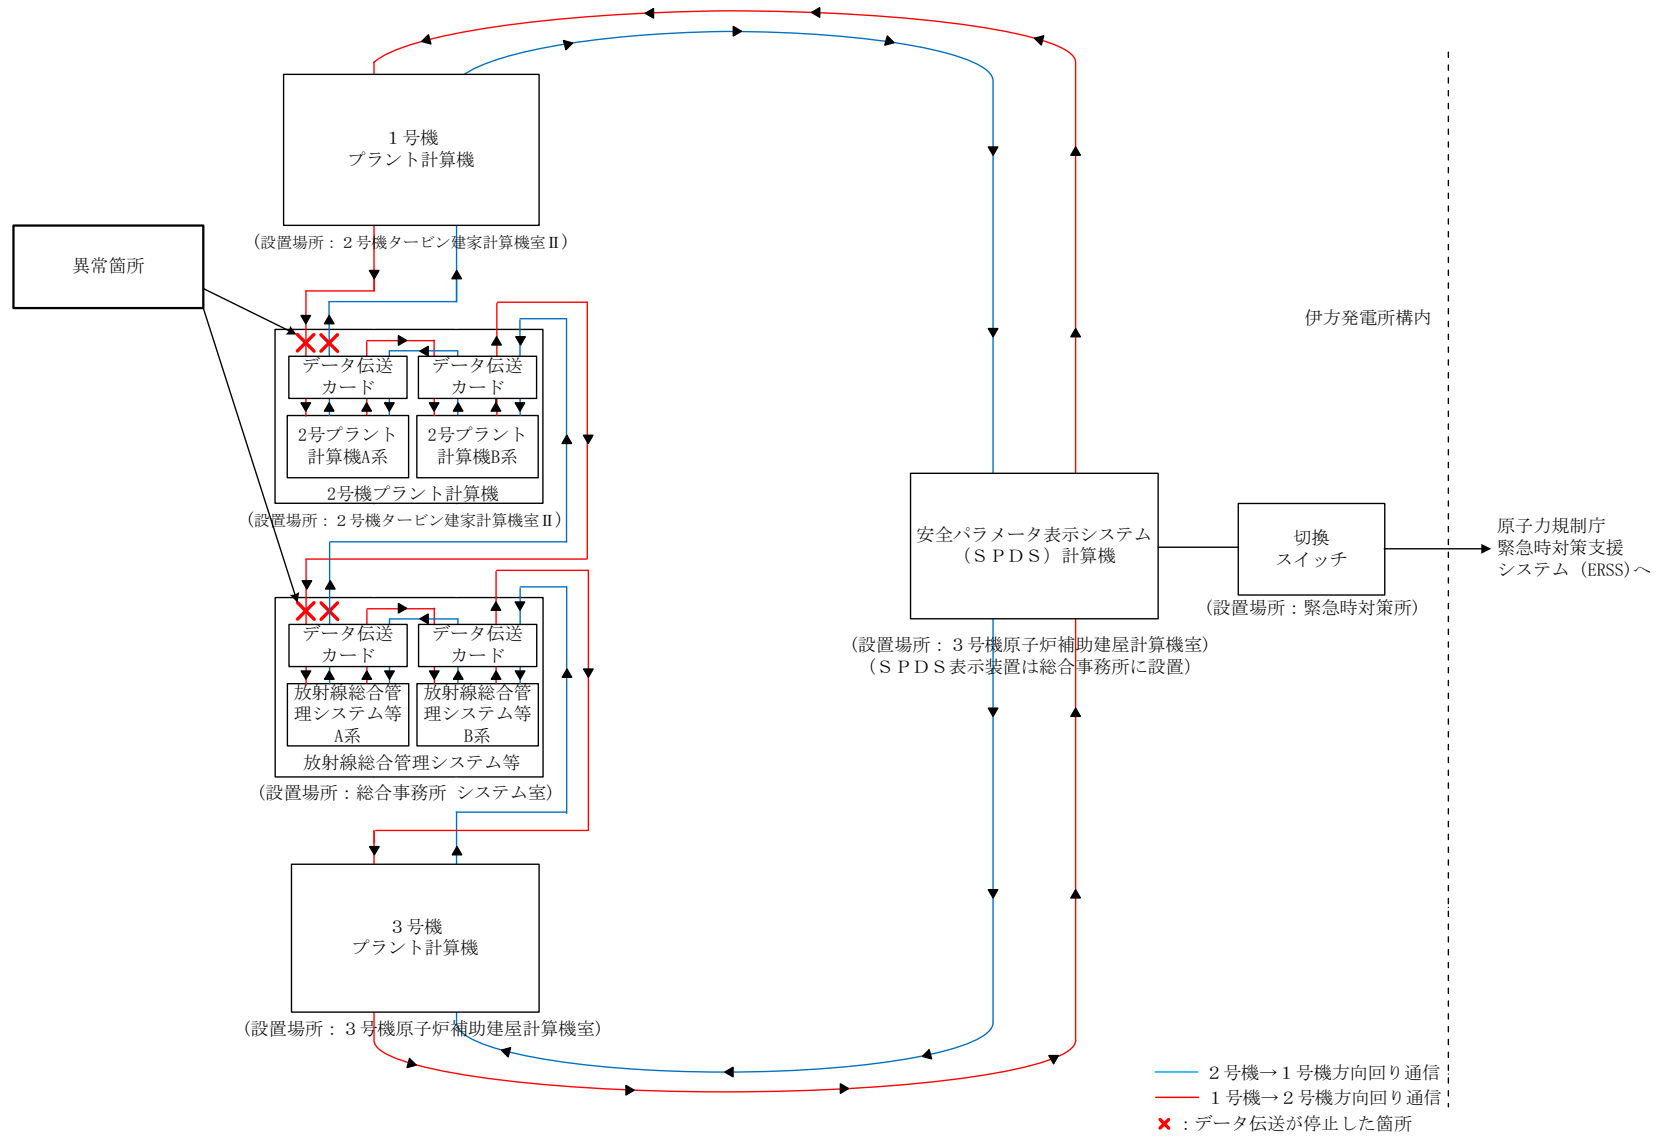 １号機
プラント計算機
(設置場所：２号機タービン建家計算機室Ⅱ)
異常箇所
伊方発電所構内
データ伝送
カード
データ伝送
カード
2号プラント
計算機A系
2号プラント
計算機B系
2号機プラント計算機
(設置場所：２号機タービン建家計算機室Ⅱ)
安全パラメータ表示システム
（ＳＰＤＳ）計算機
切換
スイッチ
原子力規制庁
緊急時対策支援
システム（ERSS)へ
(設置場所：緊急時対策所)
(設置場所：３号機原子炉補助建屋計算機室)
（ＳＰＤＳ表示装置は総合事務所に設置）
データ伝送
カード
データ伝送
カード
放射線総合管
理システム等
A系
放射線総合管
理システム等
B系
放射線総合管理システム等
(設置場所：総合事務所 システム室)
３号機
プラント計算機
(設置場所：３号機原子炉補助建屋計算機室)
２号機→１号機方向回り通信
１号機→２号機方向回り通信
：データ伝送が停止した箇所